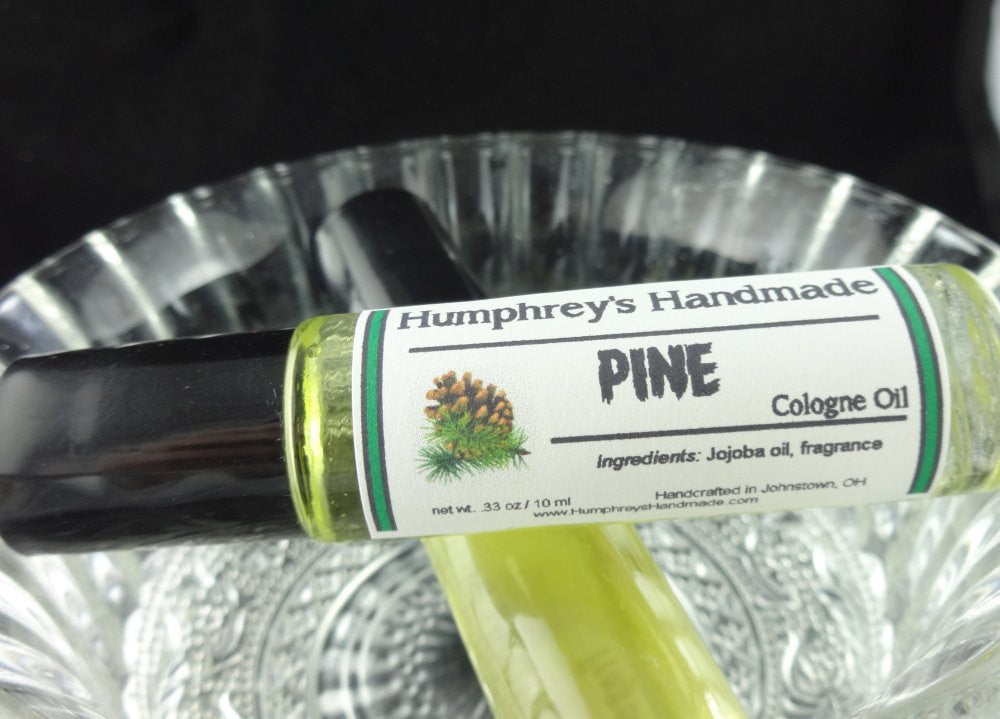 Humphrey's Handmade
PINE
Cologne Oil
Ingredients: Jojoba oil, fragrance
net wt. .33 oz / 10 ml
Handcrafted in Johnstown, OH
www.HumphreysHandmade.com